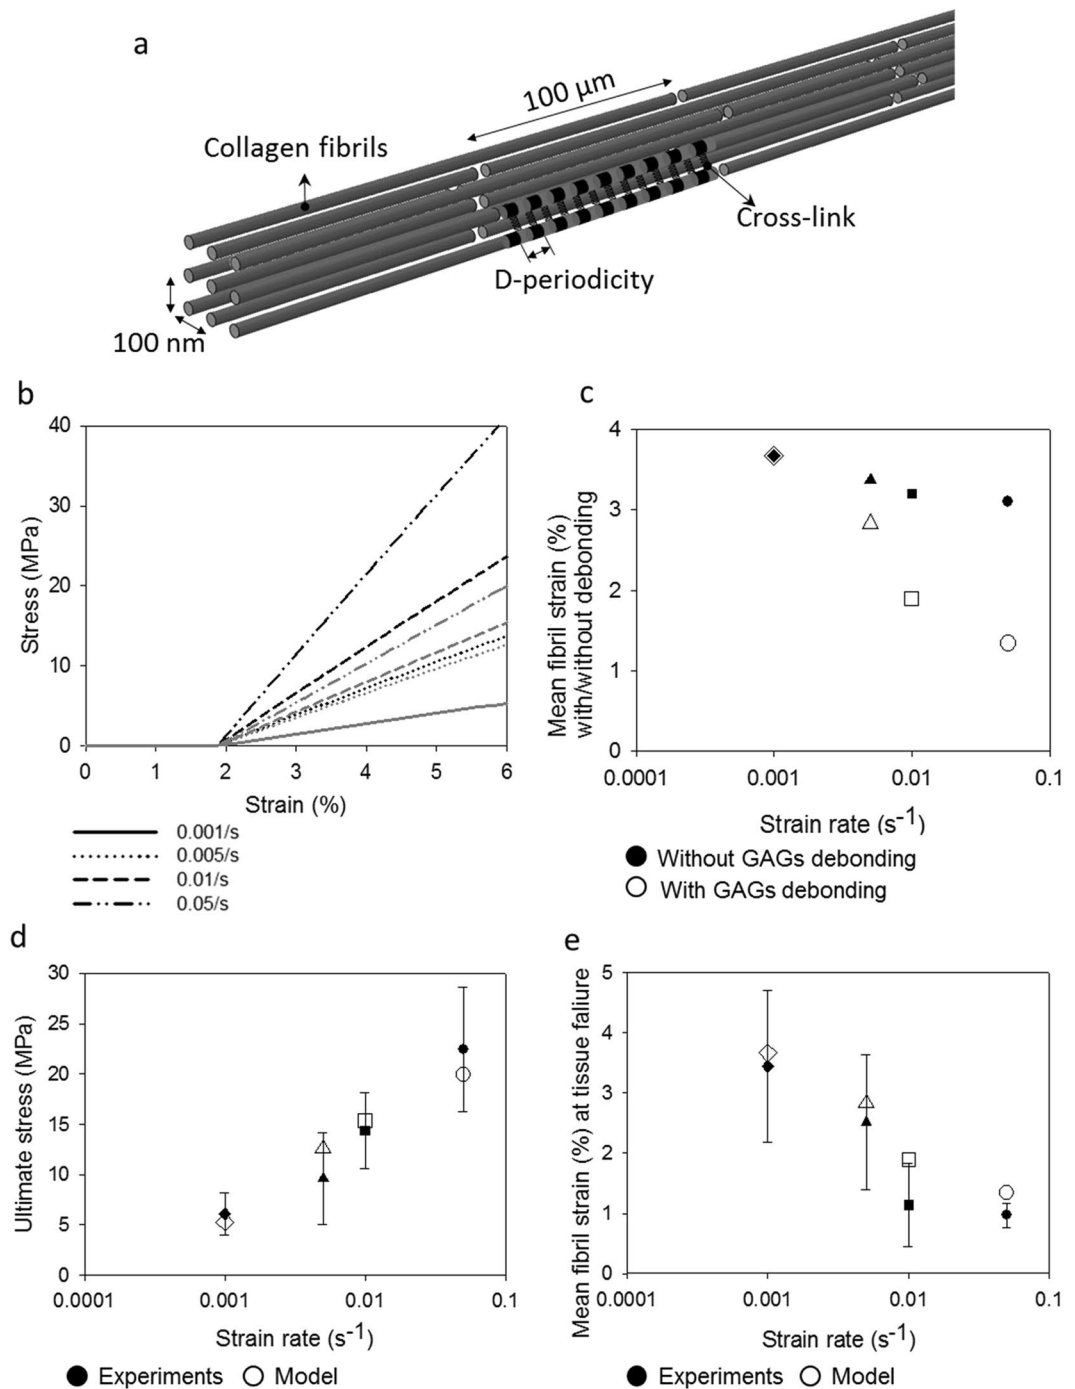 a
100 μm
Collagen fibrils
Cross-link
D-periodicity
100 nm
b
40
30
20
10
0
Stress (MPa)
0 1 2 3 4 5 6
Strain (%)
0.001/s
0.005/s
0.01/s
0.05/s
c
4
3
2
1
0
Mean fibril strain (%)
with/without debonding
0.0001 0.001 0.01 0.1
Strain rate (s-1)
Without GAGs debonding
With GAGs debonding
d
30
25
20
15
10
5
0
Ultimate stress (MPa)
0.0001 0.001 0.01 0.1
Strain rate (s-1)
Experiments Model
e
5
4
3
2
1
0
Mean fibril strain (%) at tissue faliure
0.0001 0.001 0.01 0.1
Strain rate (s-1)
Experiments Model